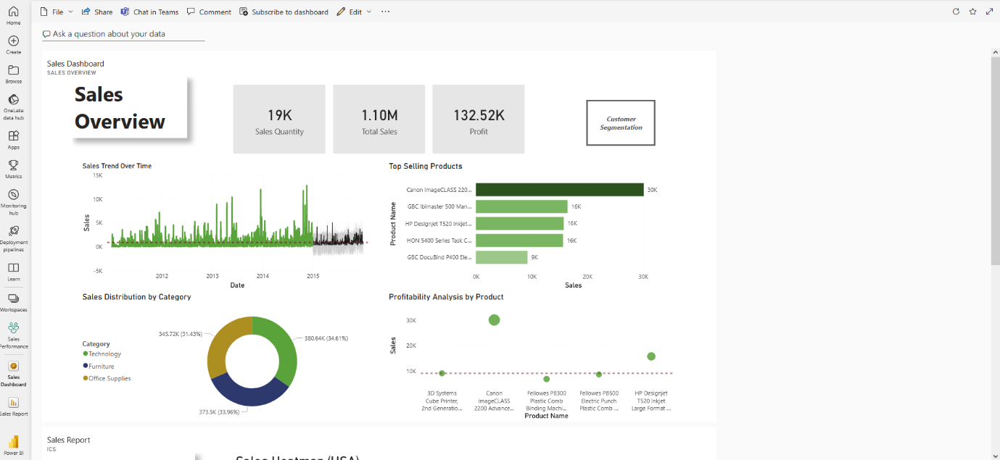 File
Share
Chat in Teams
Comment
Subscribe to dashboard
Edit
Home
Create
Browse
OneLake
data hub
Apps
Metrics
Monitoring
hub
Deployment
pipelines
Learn
Workspaces
Sales
Performance
Sales
Dashboard
Sales Report
Power BI
Ask a question about your data
Sales Dashboard
SALES OVERVIEW
Sales
Overview
19K
Sales Quantity
1.10M
Total Sales
132.52K
Profit
Customer
Segmentation
Sales Trend Over Time
15K
10K
5K
0K
-5K
Sales
2012
2013
2014
2015
Date
Top Selling Products
Product Name
Canon imageCLASS 220...
30K
GBC Ibimaster 500 Man...
16K
HP Designjet T520 Inkjet...
16K
HON 5400 Series Task C...
16K
GBC DocuBind P400 Ele...
9K
0K
10K
20K
30K
Sales
Sales Distribution by Category
Category
Technology
Furniture
Office Supplies
345.72K (31.43%)
380.64K (34.61%)
373.5K (33.96%)
Profitability Analysis by Product
30K
20K
10K
Sales
3D Systems
Cube Printer,
2nd Generatio...
Canon
imageCLASS
2200 Advance...
Fellowes PB300
Plastic Comb
Binding Machi...
Fellowes PB500
Electric Punch
Plastic Comb ...
HP Designjet
T520 Inkjet
Large Format ...
Product Name
Sales Report
ICS
Sales Heatmap (USA)